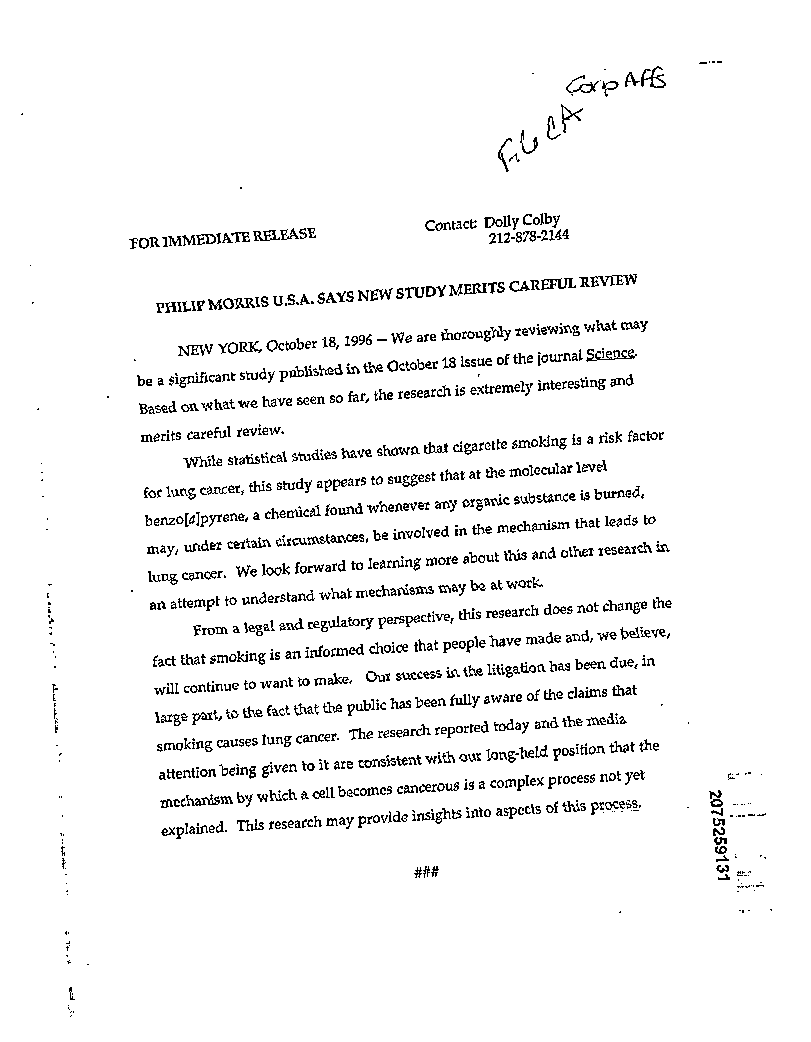 Corp Affs
File CA
FOR IMMEDIATE RELEASE
Contact: Dolly Colby
212-878-2144
PHILIP MORRIS U.S.A. SAYS NEW STUDY MERITS CAREFUL REVIEW
NEW YORK, October 18, 1996 – We are thoroughly reviewing what may
be a significant study published in the October 18 issue of the journal Science.
Based on what we have seen so far, the research is extremely interesting and
merits careful review.
While statistical studies have shown that cigarette smoking is a risk factor
for lung cancer, this study appears to suggest that at the molecular level
benzo[a]pyrene, a chemical found whenever any organic substance is burned,
may, under certain circumstances, be involved in the mechanism that leads to
lung cancer. We look forward to learning more about this and other research in
an attempt to understand what mechanisms may be at work.
From a legal and regulatory perspective, this research does not change the
fact that smoking is an informed choice that people have made and, we believe,
will continue to want to make. Our success in the litigation has been due, in
large part, to the fact that the public has been fully aware of the claims that
smoking causes lung cancer. The research reported today and the media
attention being given to it are consistent with our long-held position that the
mechanism by which a cell becomes cancerous is a complex process not yet
explained. This research may provide insights into aspects of this process.
###
2075259131